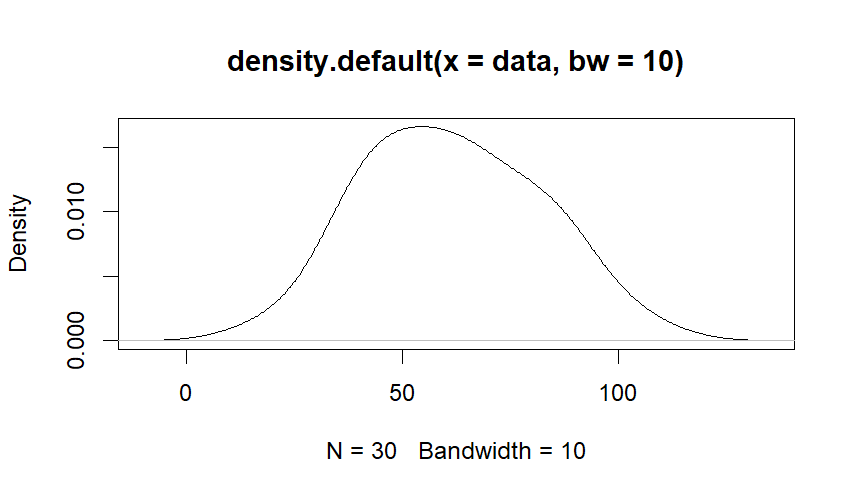 density.default(x = data, bw = 10)
Density
0.010
0.000
0 50 100
N = 30 Bandwidth = 10